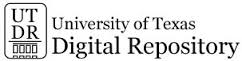 UT
DR
University of Texas
Digital Repository